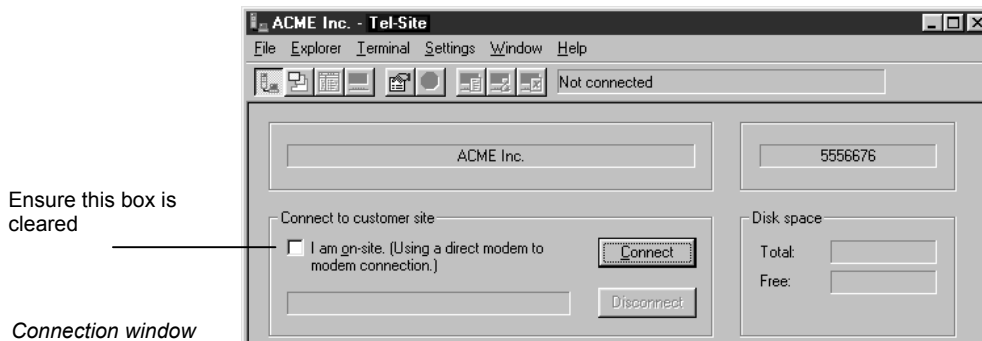 ACME Inc. - Tel-Site
File Explorer Terminal Settings Window Help
Not connected
ACME Inc.
5556676
Ensure this box is
cleared
Connect to customer site
I am on-site. (Using a direct modem to
modem connection.)
Connect
Disconnect
Disk space
Total:
Free:
Connection window